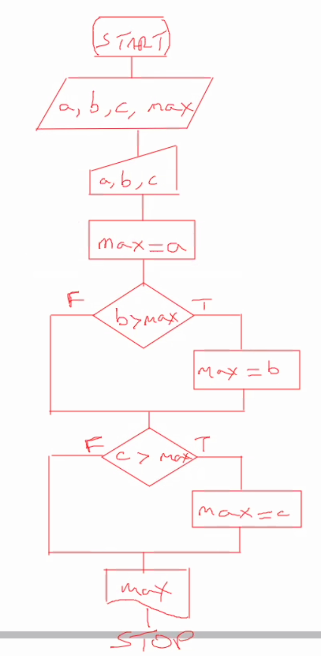 START
a, b, c, max
a, b, c
max=a
F T
b>max
max=b
F T
c > max
max=c
max
STOP